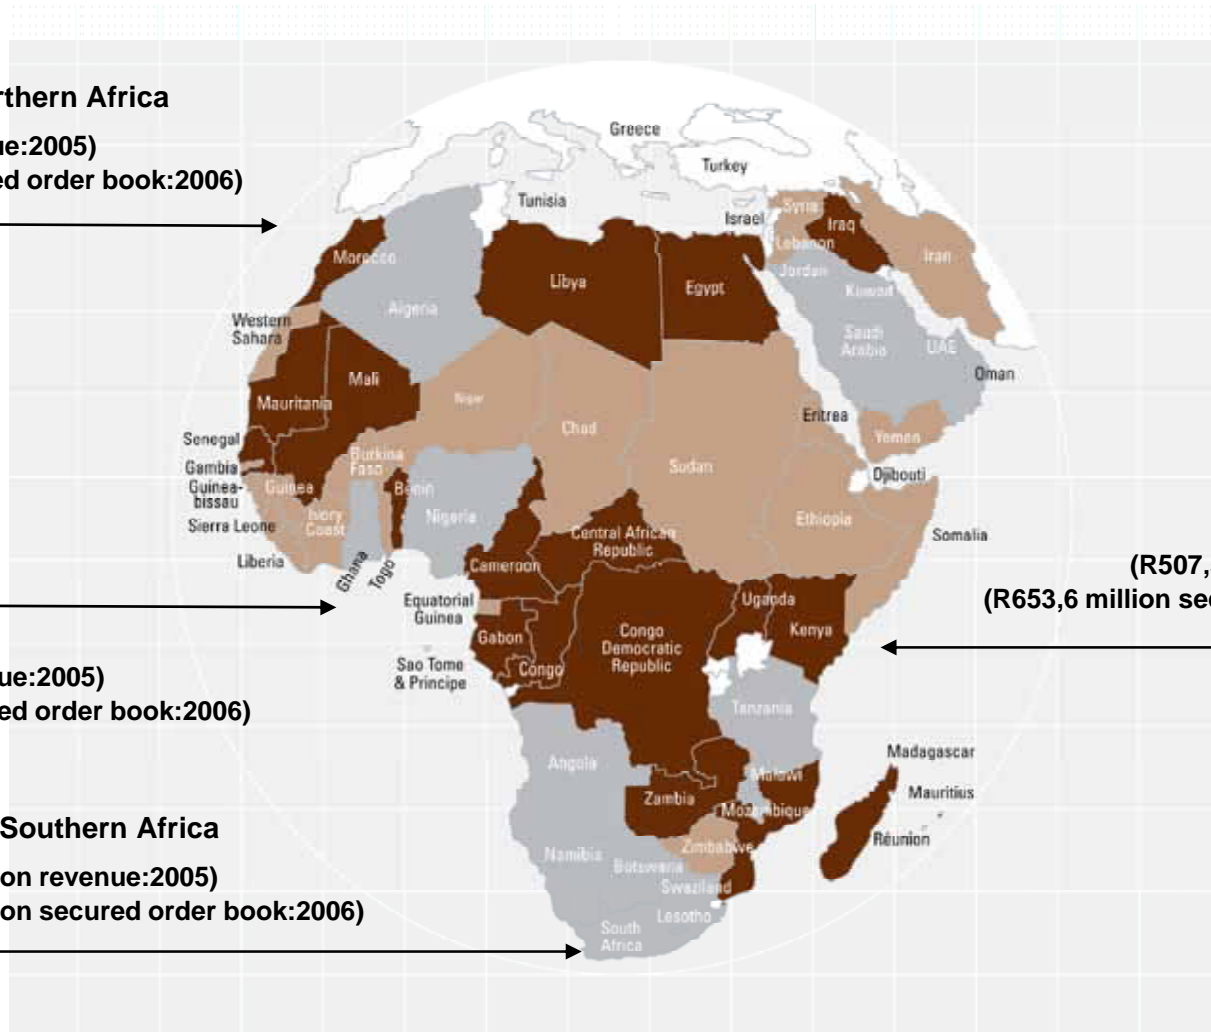 rthern Africa
ue:2005)
ed order book:2006)
Greece
Turkey
Tunisia
Israel
Syria
Iraq
Lebanon
Iran
Morocco
Libya
Egypt
Jordan
Kuwait
Algeria
Western
Sahara
Saudi
Arabia
UAE
Oman
Mali
Mauritania
Niger
Chad
Eritrea
Yemen
Senegal
Gambia
Guinea-
bissau
Guinea
Burkina
Faso
Benin
Sudan
Djibouti
Sierra Leone
Ivory
Coast
Nigeria
Ethiopia
Somalia
Central African
Republic
Liberia
Ghana
Togo
Cameroon
(R507,
(R653,6 million sec
Equatorial
Guinea
Uganda
Kenya
Gabon
Congo
Congo
Democratic
Republic
Sao Tome
& Principe
ue:2005)
ed order book:2006)
Tanzania
Madagascar
Angola
Malawi
Mauritius
Zambia
Mozambique
Southern Africa
Réunion
Namibia
Zimbabwe
Botswana
on revenue:2005)
Swaziland
on secured order book:2006)
Lesotho
South
Africa